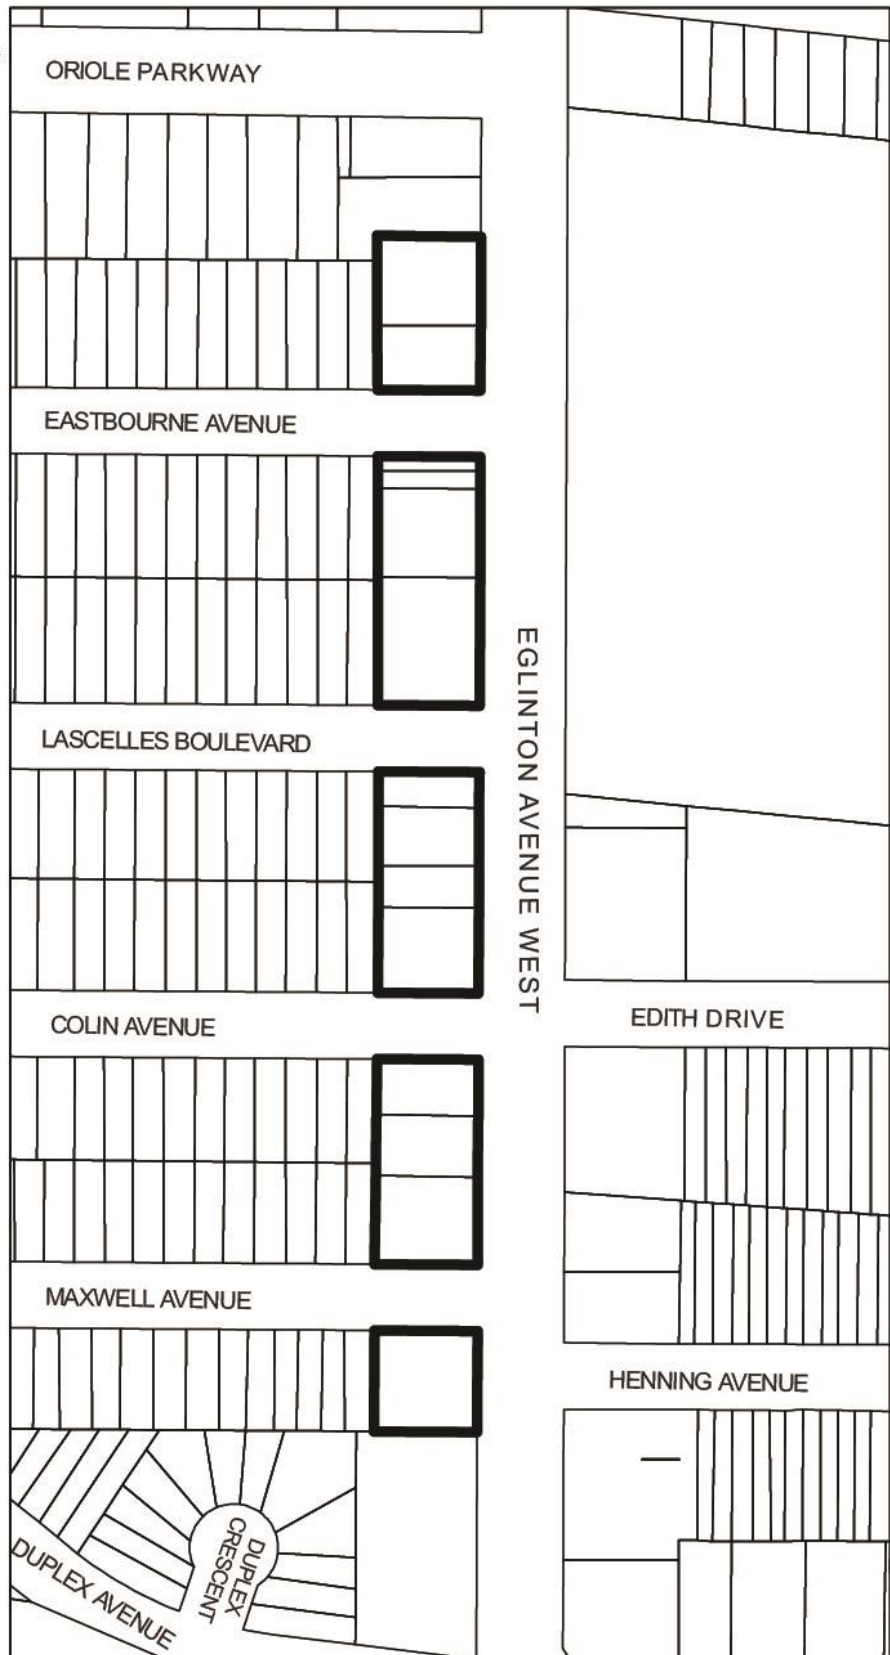 ORIOLE PARKWAY
EASTBOURNE AVENUE
EGLINTON AVENUE WEST
LASCELLES BOULEVARD
COLIN AVENUE
EDITH DRIVE
MAXWELL AVENUE
HENNING AVENUE
DUPLEX
CRESCENT
DUPLEX AVENUE